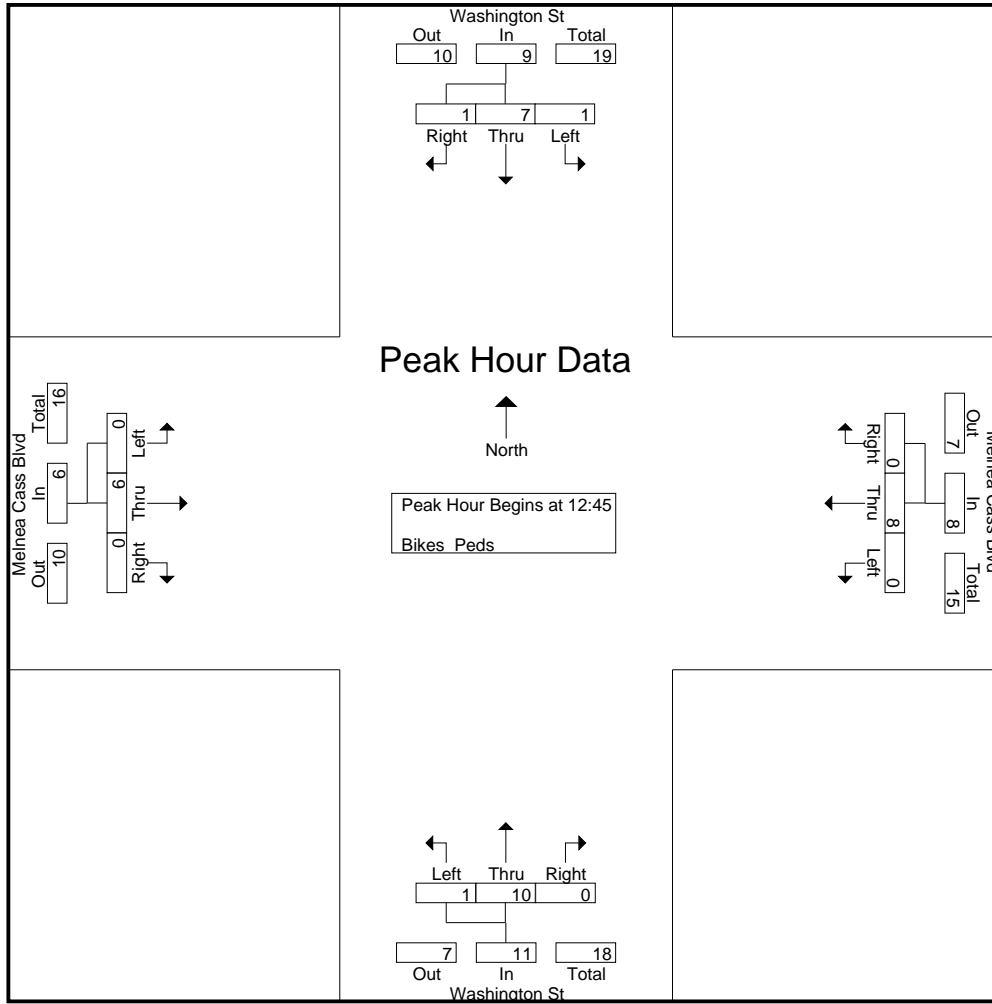 Washington St
Out In Total
10 9 19
1 7 1
Right Thru Left
Peak Hour Data
North
Peak Hour Begins at 12:45
Bikes Peds
Melnea Cass Blvd
Total In Out
16 6 10
0 6 0
Left Thru Right
Melnea Cass Blvd
Out In Total
7 8 15
0 8 0
Right Thru Left
Left Thru Right
1 10 0
7 11 18
Out In Total
Washington St